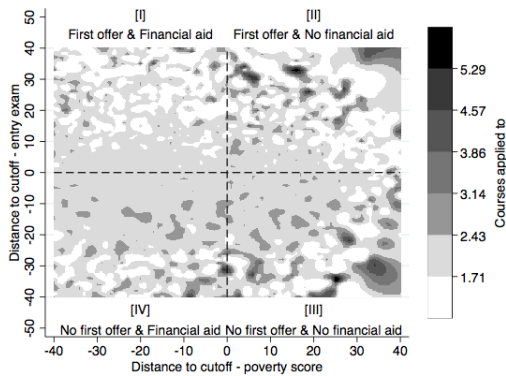 [I] [II]
First offer & Financial aid First offer & No financial aid
50
40
30
20
10
0
-10
-20
-30
-40
-50
Distance to cutoff - entry exam
[IV] [III]
No first offer & Financial aid No first offer & No financial aid
-40 -30 -20 -10 0 10 20 30 40
Distance to cutoff - poverty score
5.29
4.57
3.86
3.14
2.43
1.71
Courses applied to